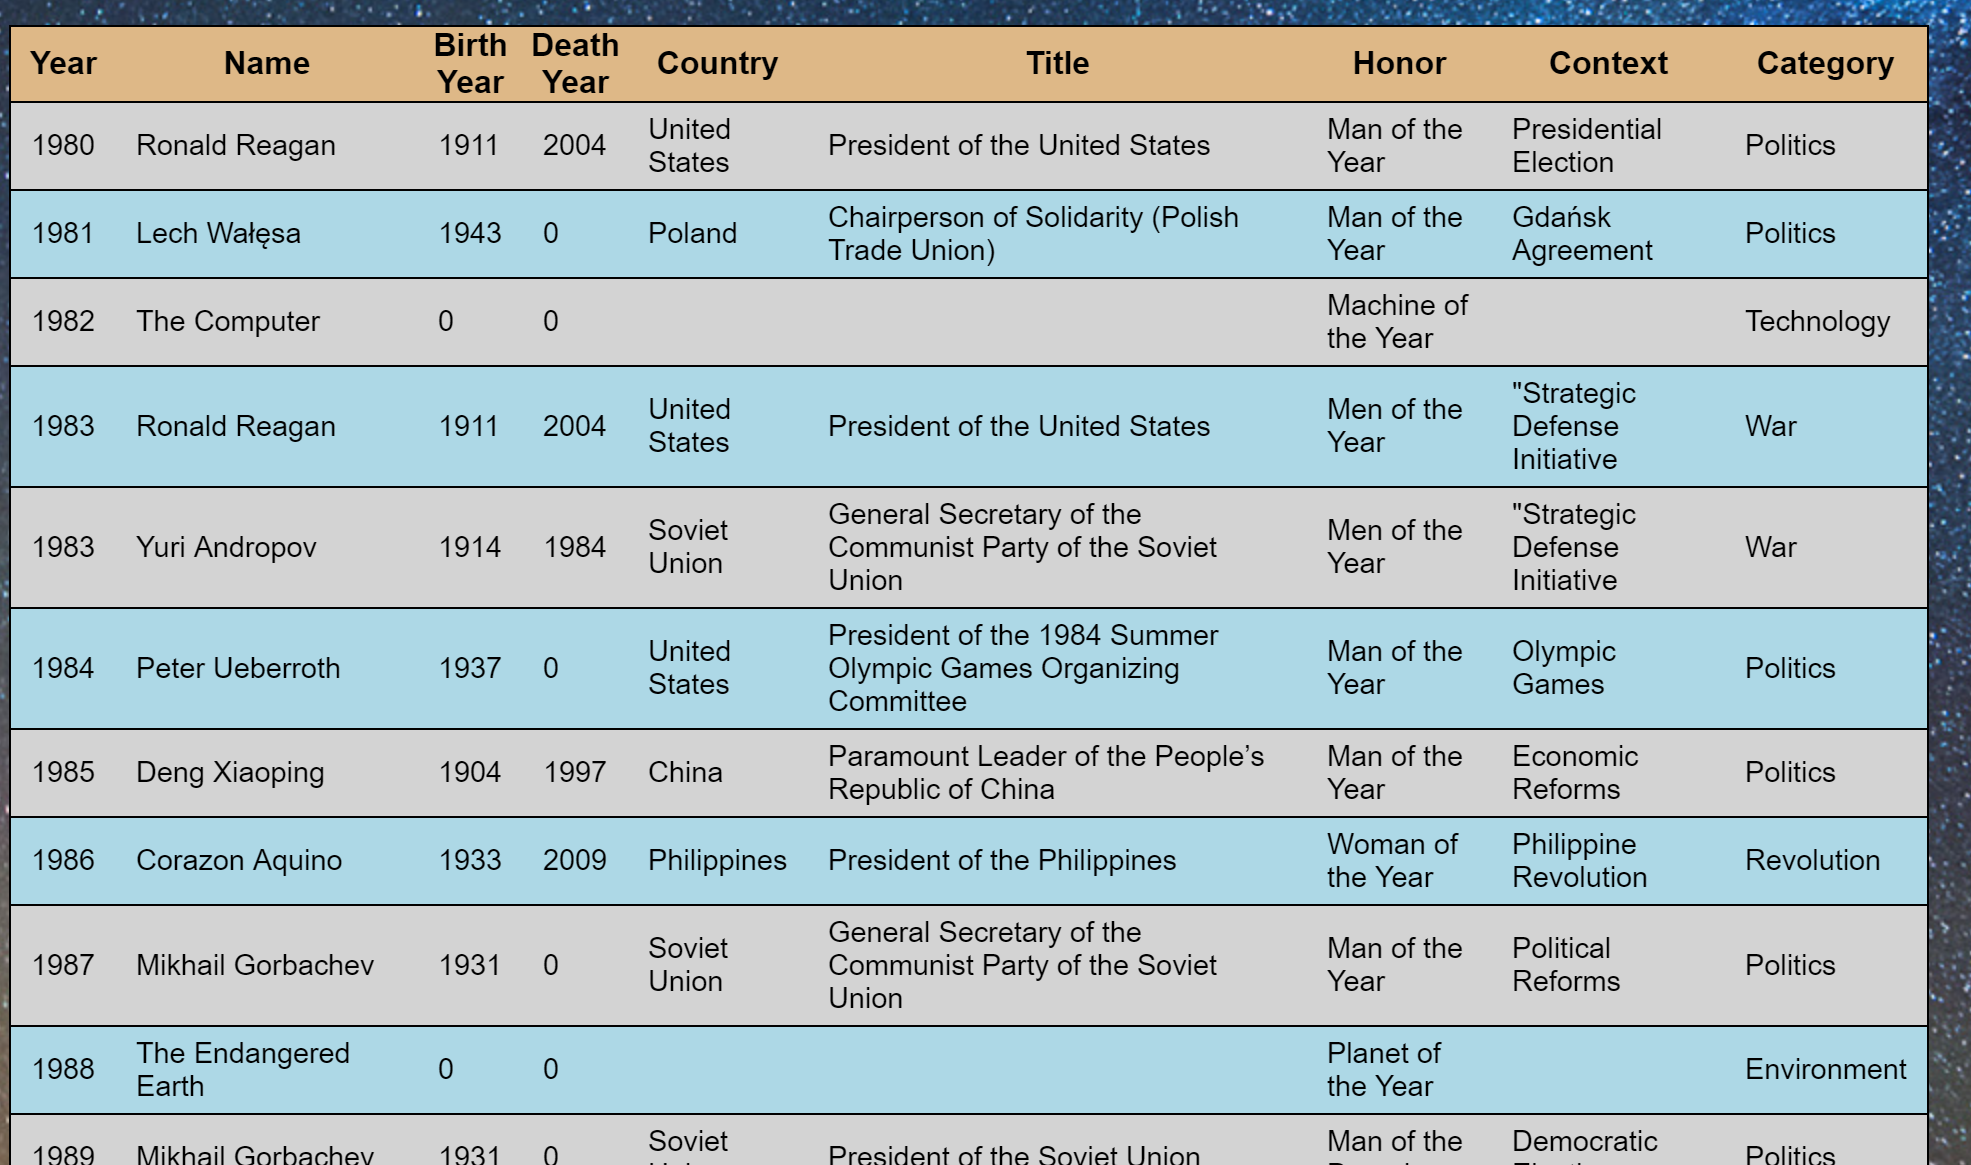 Year Name Birth Year Death Year Country Title Honor Context Category
1980 Ronald Reagan 1911 2004 United States President of the United States Man of the Year Presidential Election Politics
1981 Lech Wałęsa 1943 0 Poland Chairperson of Solidarity (Polish Trade Union) Man of the Year Gdańsk Agreement Politics
1982 The Computer 0 0 Machine of the Year Technology
1983 Ronald Reagan 1911 2004 United States President of the United States Men of the Year "Strategic Defense Initiative War
1983 Yuri Andropov 1914 1984 Soviet Union General Secretary of the Communist Party of the Soviet Union Men of the Year "Strategic Defense Initiative War
1984 Peter Ueberroth 1937 0 United States President of the 1984 Summer Olympic Games Organizing Committee Man of the Year Olympic Games Politics
1985 Deng Xiaoping 1904 1997 China Paramount Leader of the People’s Republic of China Man of the Year Economic Reforms Politics
1986 Corazon Aquino 1933 2009 Philippines President of the Philippines Woman of the Year Philippine Revolution Revolution
1987 Mikhail Gorbachev 1931 0 Soviet Union General Secretary of the Communist Party of the Soviet Union Man of the Year Political Reforms Politics
1988 The Endangered Earth 0 0 Planet of the Year Environment
1989 Mikhail Gorbachev 1931 0 Soviet President of the Soviet Union Man of the Democratic Politics